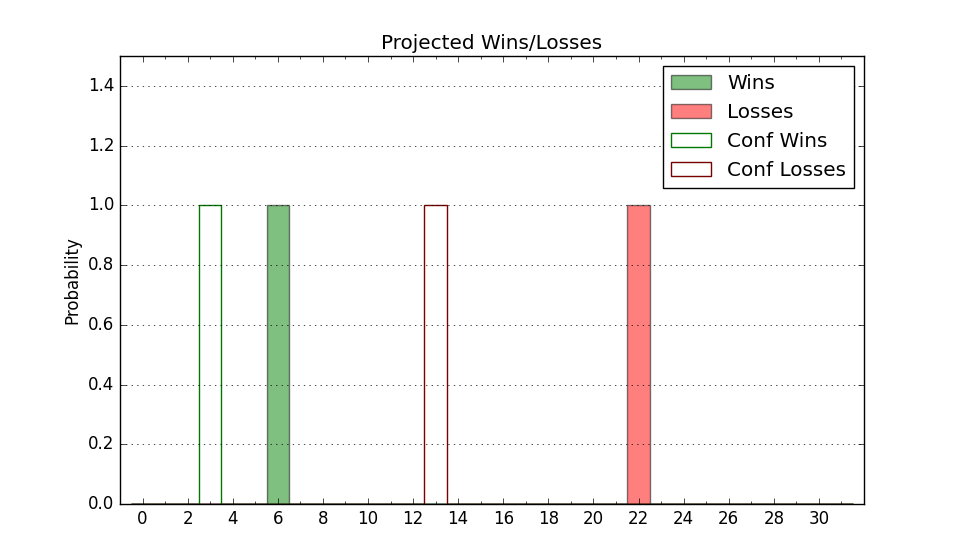 Projected Wins/Losses
Wins
Losses
Conf Wins
Conf Losses
Probability
1.4
1.2
1.0
0.8
0.6
0.4
0.2
0.0
0 2 4 6 8 10 12 14 16 18 20 22 24 26 28 30